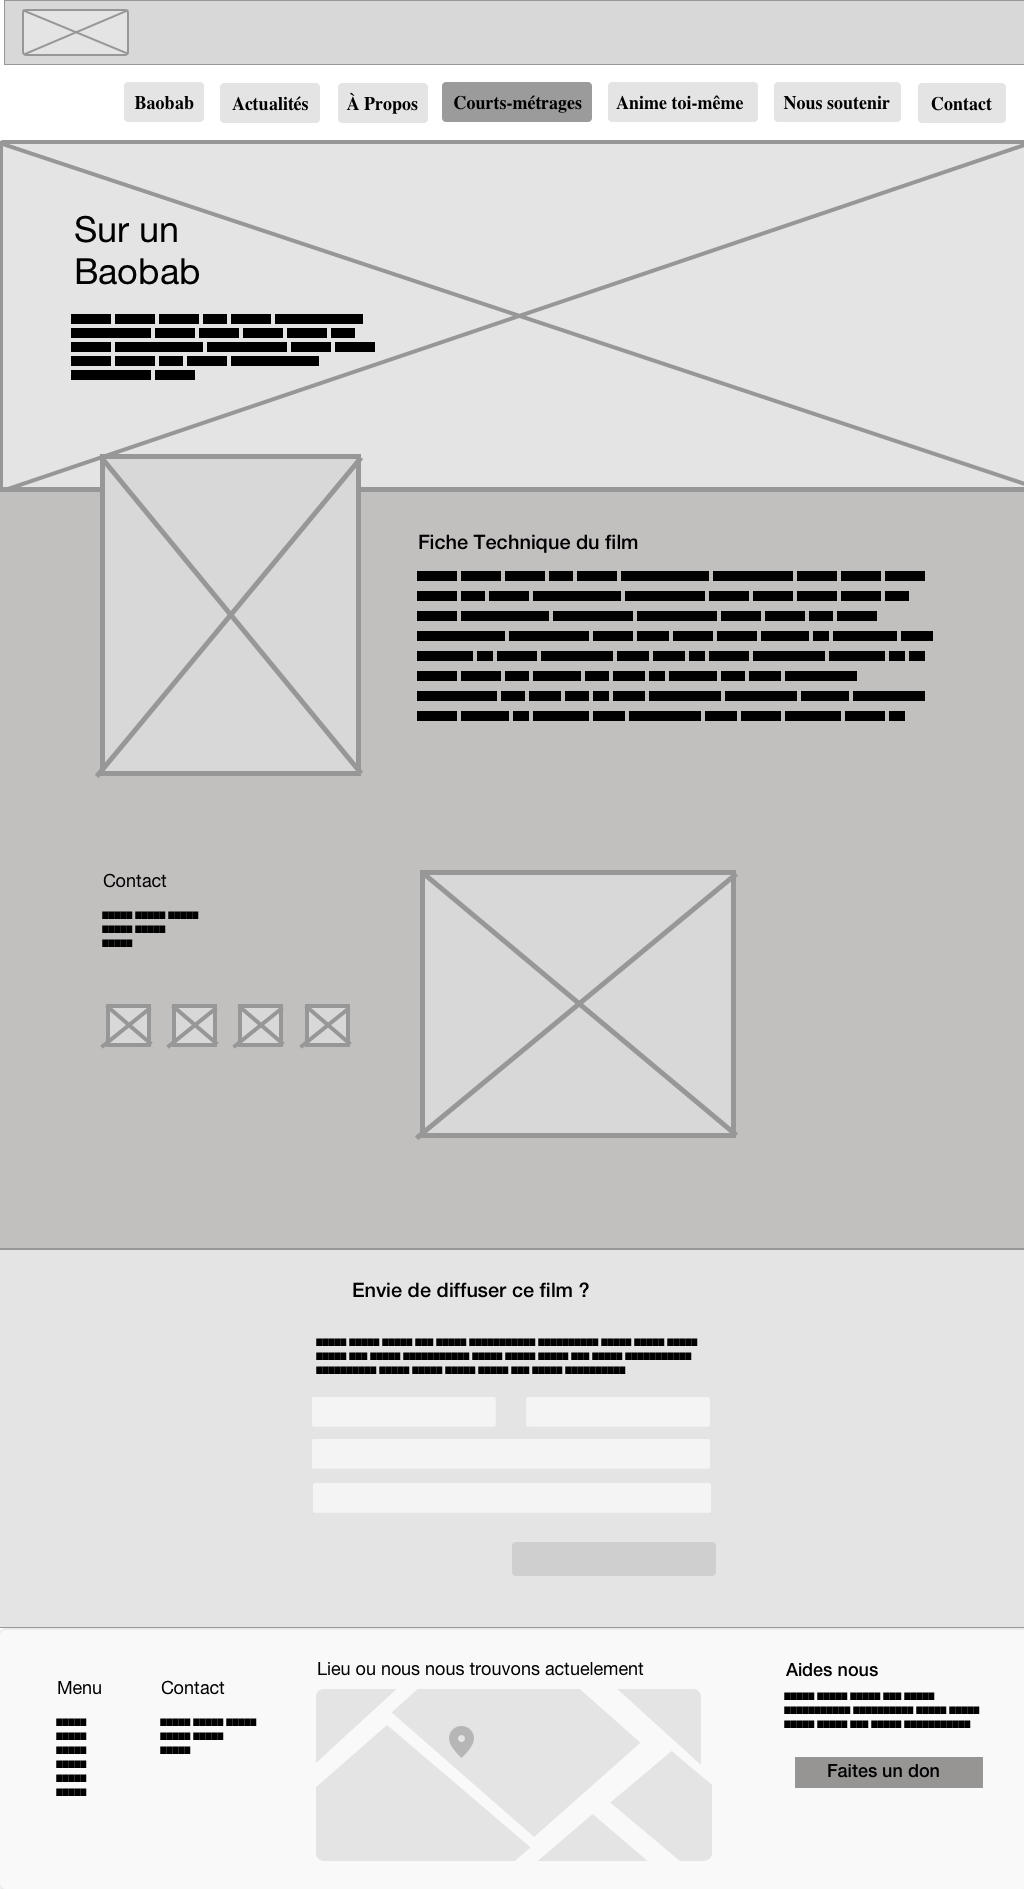 Baobab
Actualités
À Propos
Courts-métrages
Anime toi-même
Nous soutenir
Contact
Sur un
Baobab
Fiche Technique du film
Contact
Envie de diffuser ce film ?
Menu
Contact
Lieu ou nous nous trouvons actuelement
Aides nous
Faites un don